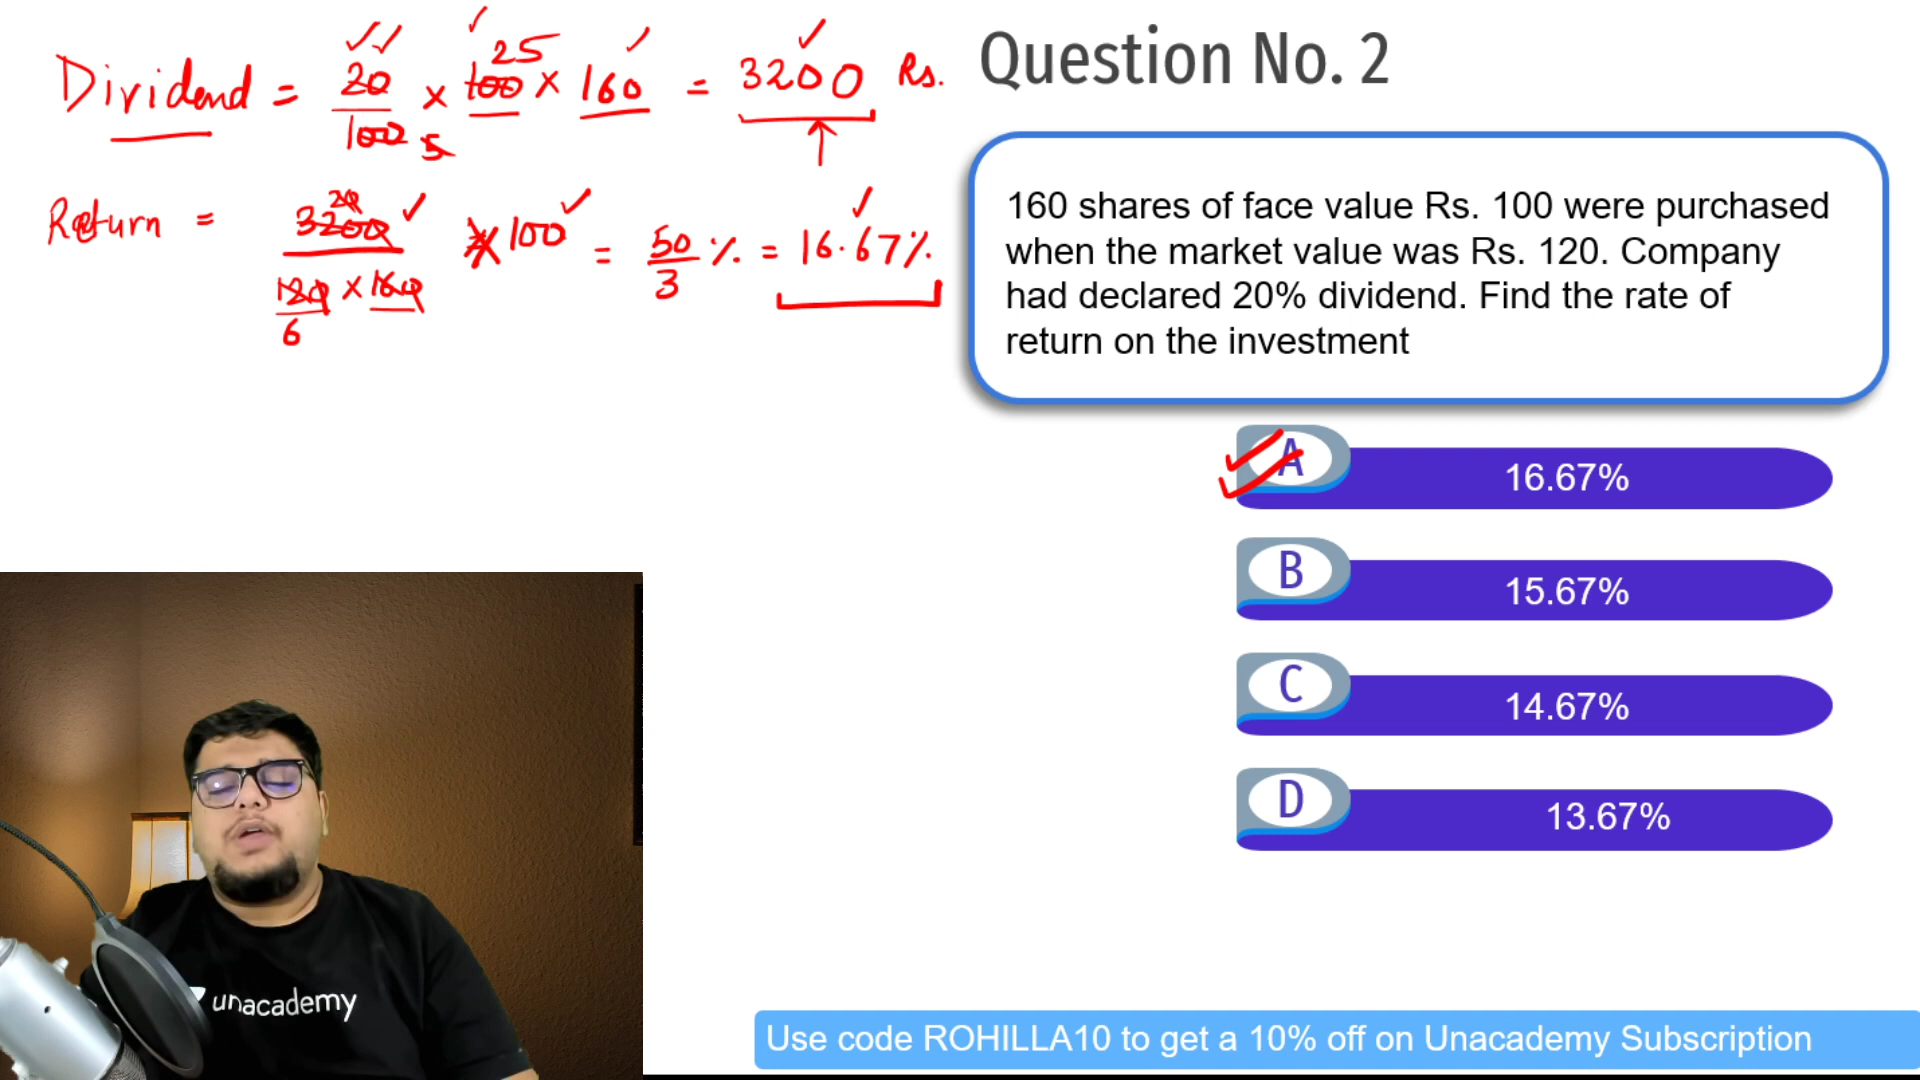 Dividend = 20/100 5 × 100 25 × 160 = 3200 Rs.
Return = 3200 20 / 120 × 160 6 × 100 = 50/3 % = 16.67%
Question No. 2
160 shares of face value Rs. 100 were purchased
when the market value was Rs. 120. Company
had declared 20% dividend. Find the rate of
return on the investment
A 16.67%
B 15.67%
C 14.67%
D 13.67%
unacademy
Use code ROHILLA10 to get a 10% off on Unacademy Subscription